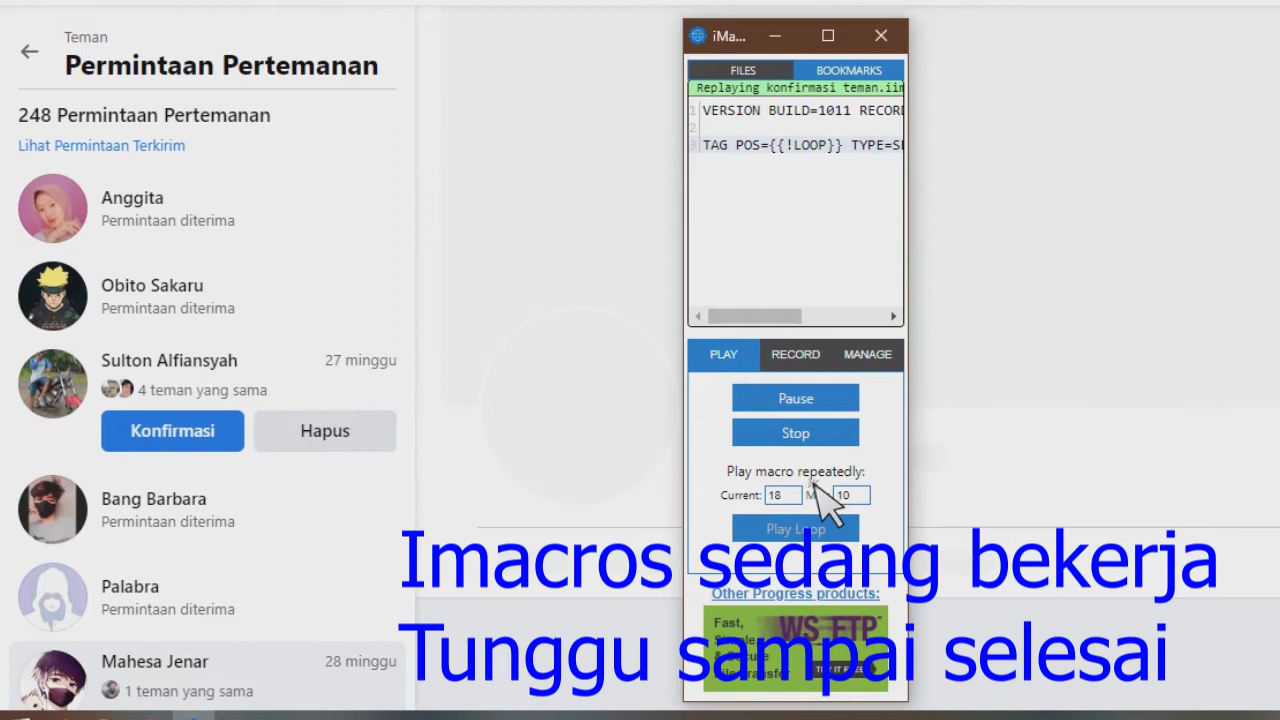 Teman
Permintaan Pertemanan
248 Permintaan Pertemanan
Lihat Permintaan Terkirim
Anggita
Permintaan diterima
Obito Sakaru
Permintaan diterima
Sulton Alfiansyah 27 minggu
4 teman yang sama
Konfirmasi Hapus
Bang Barbara
Permintaan diterima
Palabra
Permintaan diterima
Mahesa Jenar 28 minggu
1 teman yang sama
iMa...
FILES BOOKMARKS
Replaying konfirmasi teman.iim
1 VERSION BUILD=1011 RECORD
2
3 TAG POS={{!LOOP}} TYPE=S
PLAY RECORD MANAGE
Pause
Stop
Play macro repeatedly:
Current: 18 10
Play Loop
Other Progress products:
Fast,
WS FTP
Imacros sedang bekerja
Tunggu sampai selesai